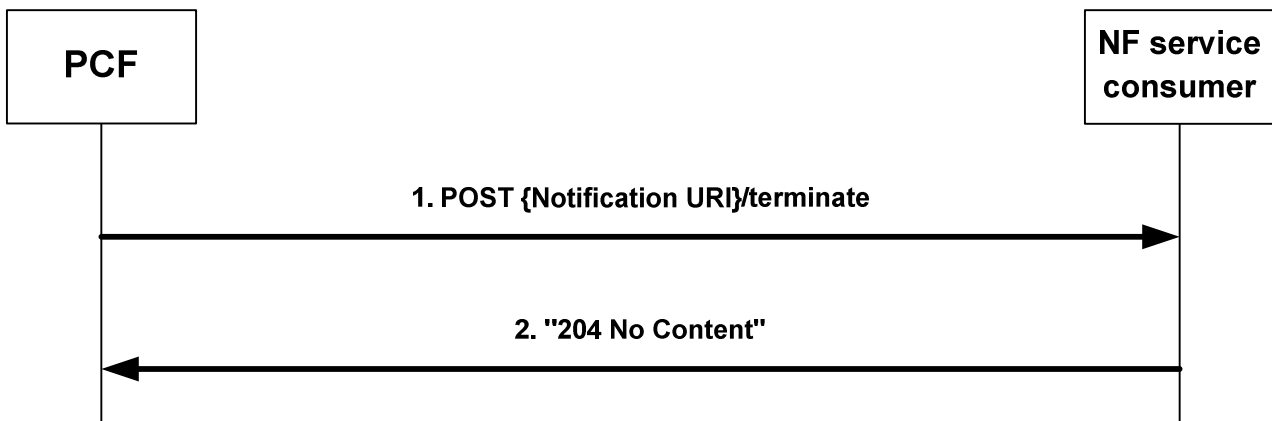 PCF
NF service
consumer
1. POST {Notification URI}/terminate
2. "204 No Content"